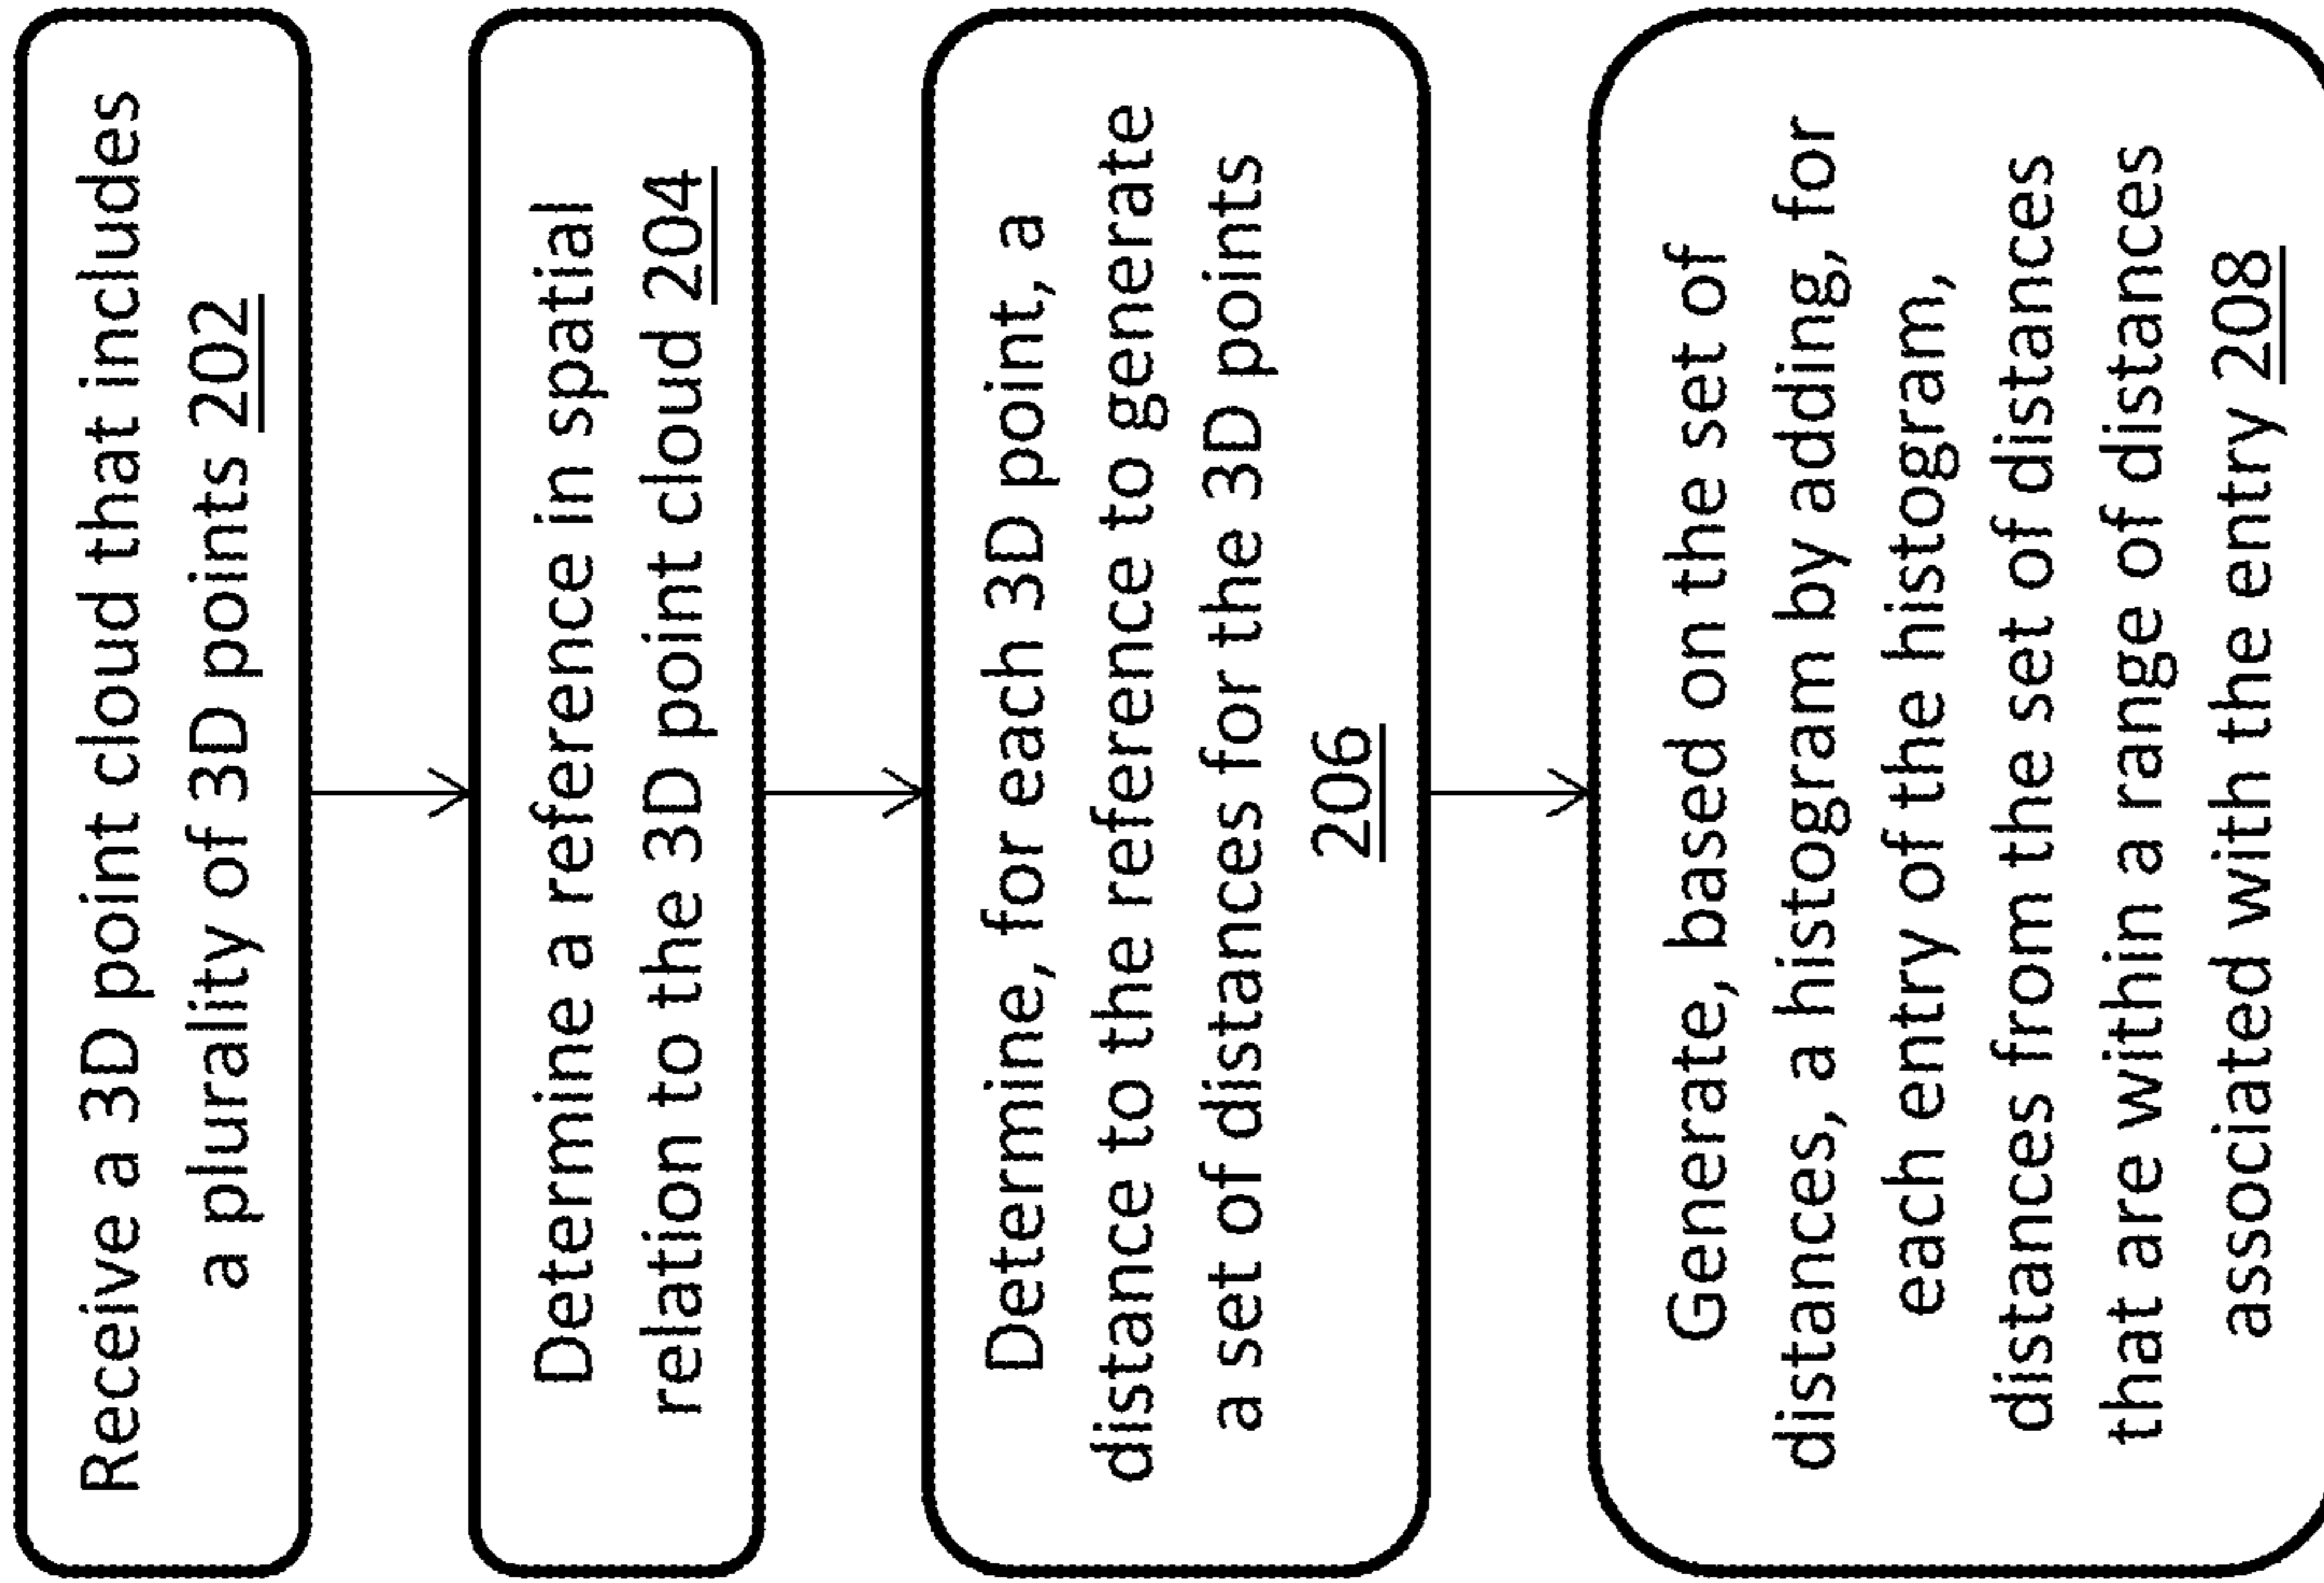 Receive a 3D point cloud that includes
a plurality of 3D points 202
Determine a reference in spatial
relation to the 3D point cloud 204
Determine, for each 3D point, a
distance to the reference to generate
a set of distances for the 3D points
206
Generate, based on the set of
distances, a histogram by adding, for
each entry of the histogram,
distances from the set of distances
that are within a range of distances
associated with the entry 208